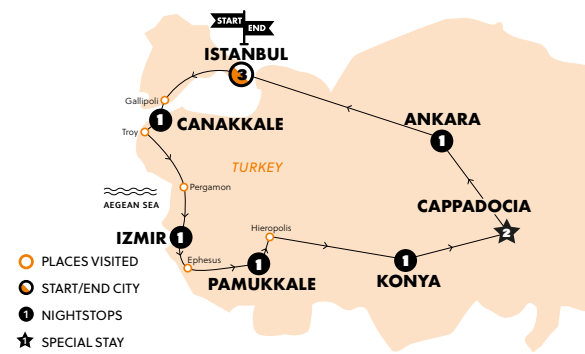 START
END
ISTANBUL
3
Gallipoli
1 CANAKKALE
Troy
ANKARA
1
TURKEY
Pergamon
AEGEAN SEA
CAPPADOCIA
2
Hieropolis
IZMIR 1
Ephesus
1
PAMUKKALE
1
KONYA
PLACES VISITED
START/END CITY
1 NIGHTSTOPS
1 SPECIAL STAY